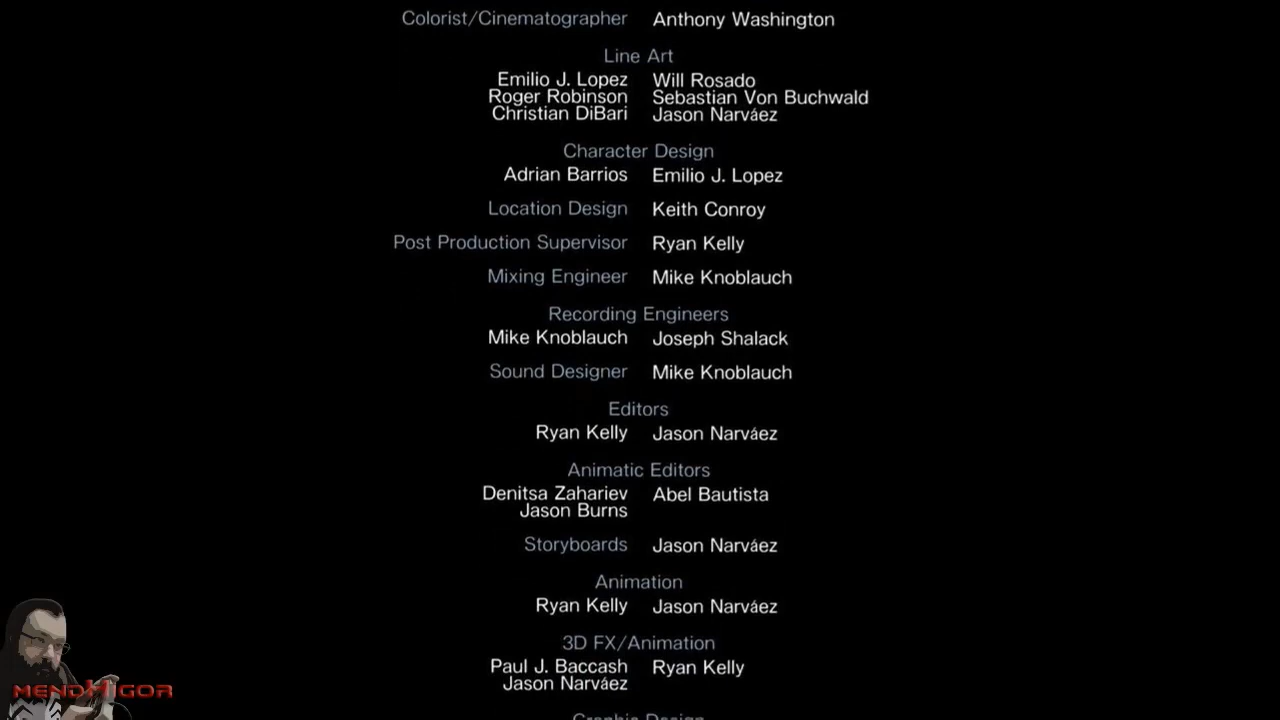 Colorist/Cinematographer Anthony Washington
Line Art
Emilio J. Lopez Will Rosado
Roger Robinson Sebastian Von Buchwald
Christian DiBari Jason Narváez
Character Design
Adrian Barrios Emilio J. Lopez
Location Design Keith Conroy
Post Production Supervisor Ryan Kelly
Mixing Engineer Mike Knoblauch
Recording Engineers
Mike Knoblauch Joseph Shalack
Sound Designer Mike Knoblauch
Editors
Ryan Kelly Jason Narváez
Animatic Editors
Denitsa Zahariev Abel Bautista
Jason Burns
Storyboards Jason Narváez
Animation
Ryan Kelly Jason Narváez
3D FX/Animation
Paul J. Baccash Ryan Kelly
Jason Narváez
Graphic Design